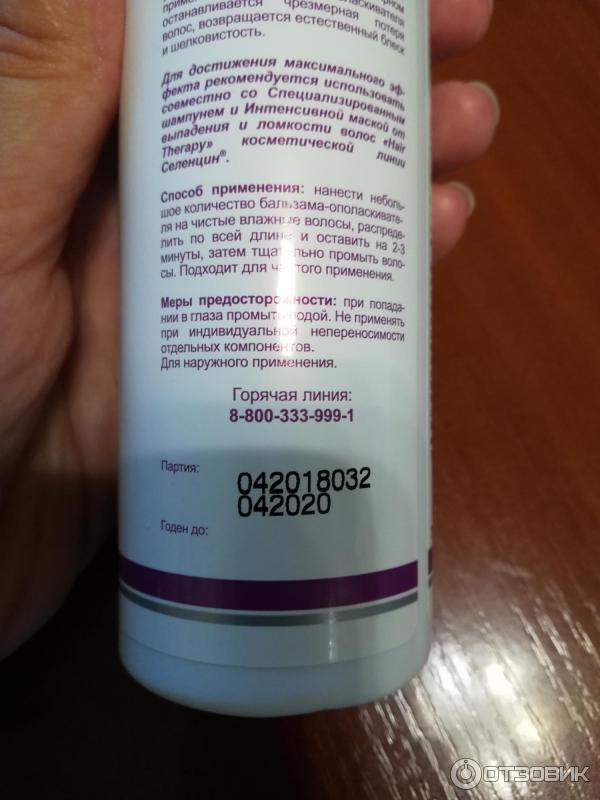 останавливается чрезмерная потеря
волос, возвращается естественный блеск
и шелковистость.
Для достижения максимального эф-
фекта рекомендуется использовать
совместно со Специализированным
шампунем и Интенсивной маской от
выпадения и ломкости волос «Hair
Therapy» косметической линии
Селенцин®.
Способ применения: нанести неболь-
шое количество бальзама-ополаскивате-
ля на чистые влажные волосы, распреде-
лить по всей длине и оставить на 2-3
минуты, затем тщательно промыть воло-
сы. Подходит для частого применения.
Меры предосторожности: при попада-
нии в глаза промыть водой. Не применять
при индивидуальной непереносимости
отдельных компонентов.
Для наружного применения.
Горячая линия:
8-800-333-999-1
Партия:
042018032
042020
Годен до:
ОТЗОВИК